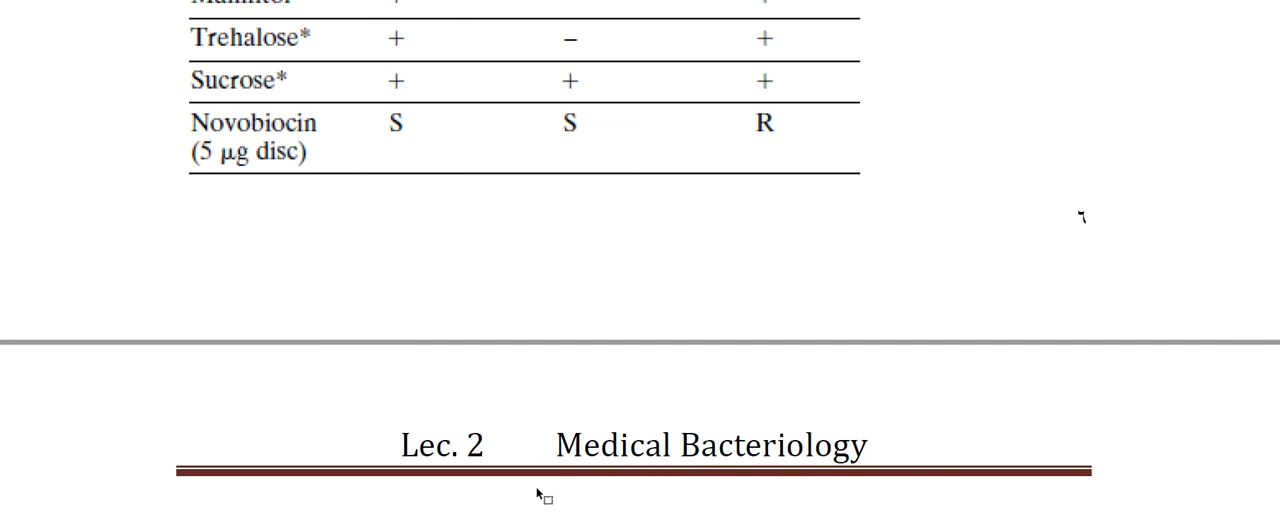 Trehalose* + – +
Sucrose* + + +
Novobiocin S S R
(5 µg disc)
٦
Lec. 2 Medical Bacteriology